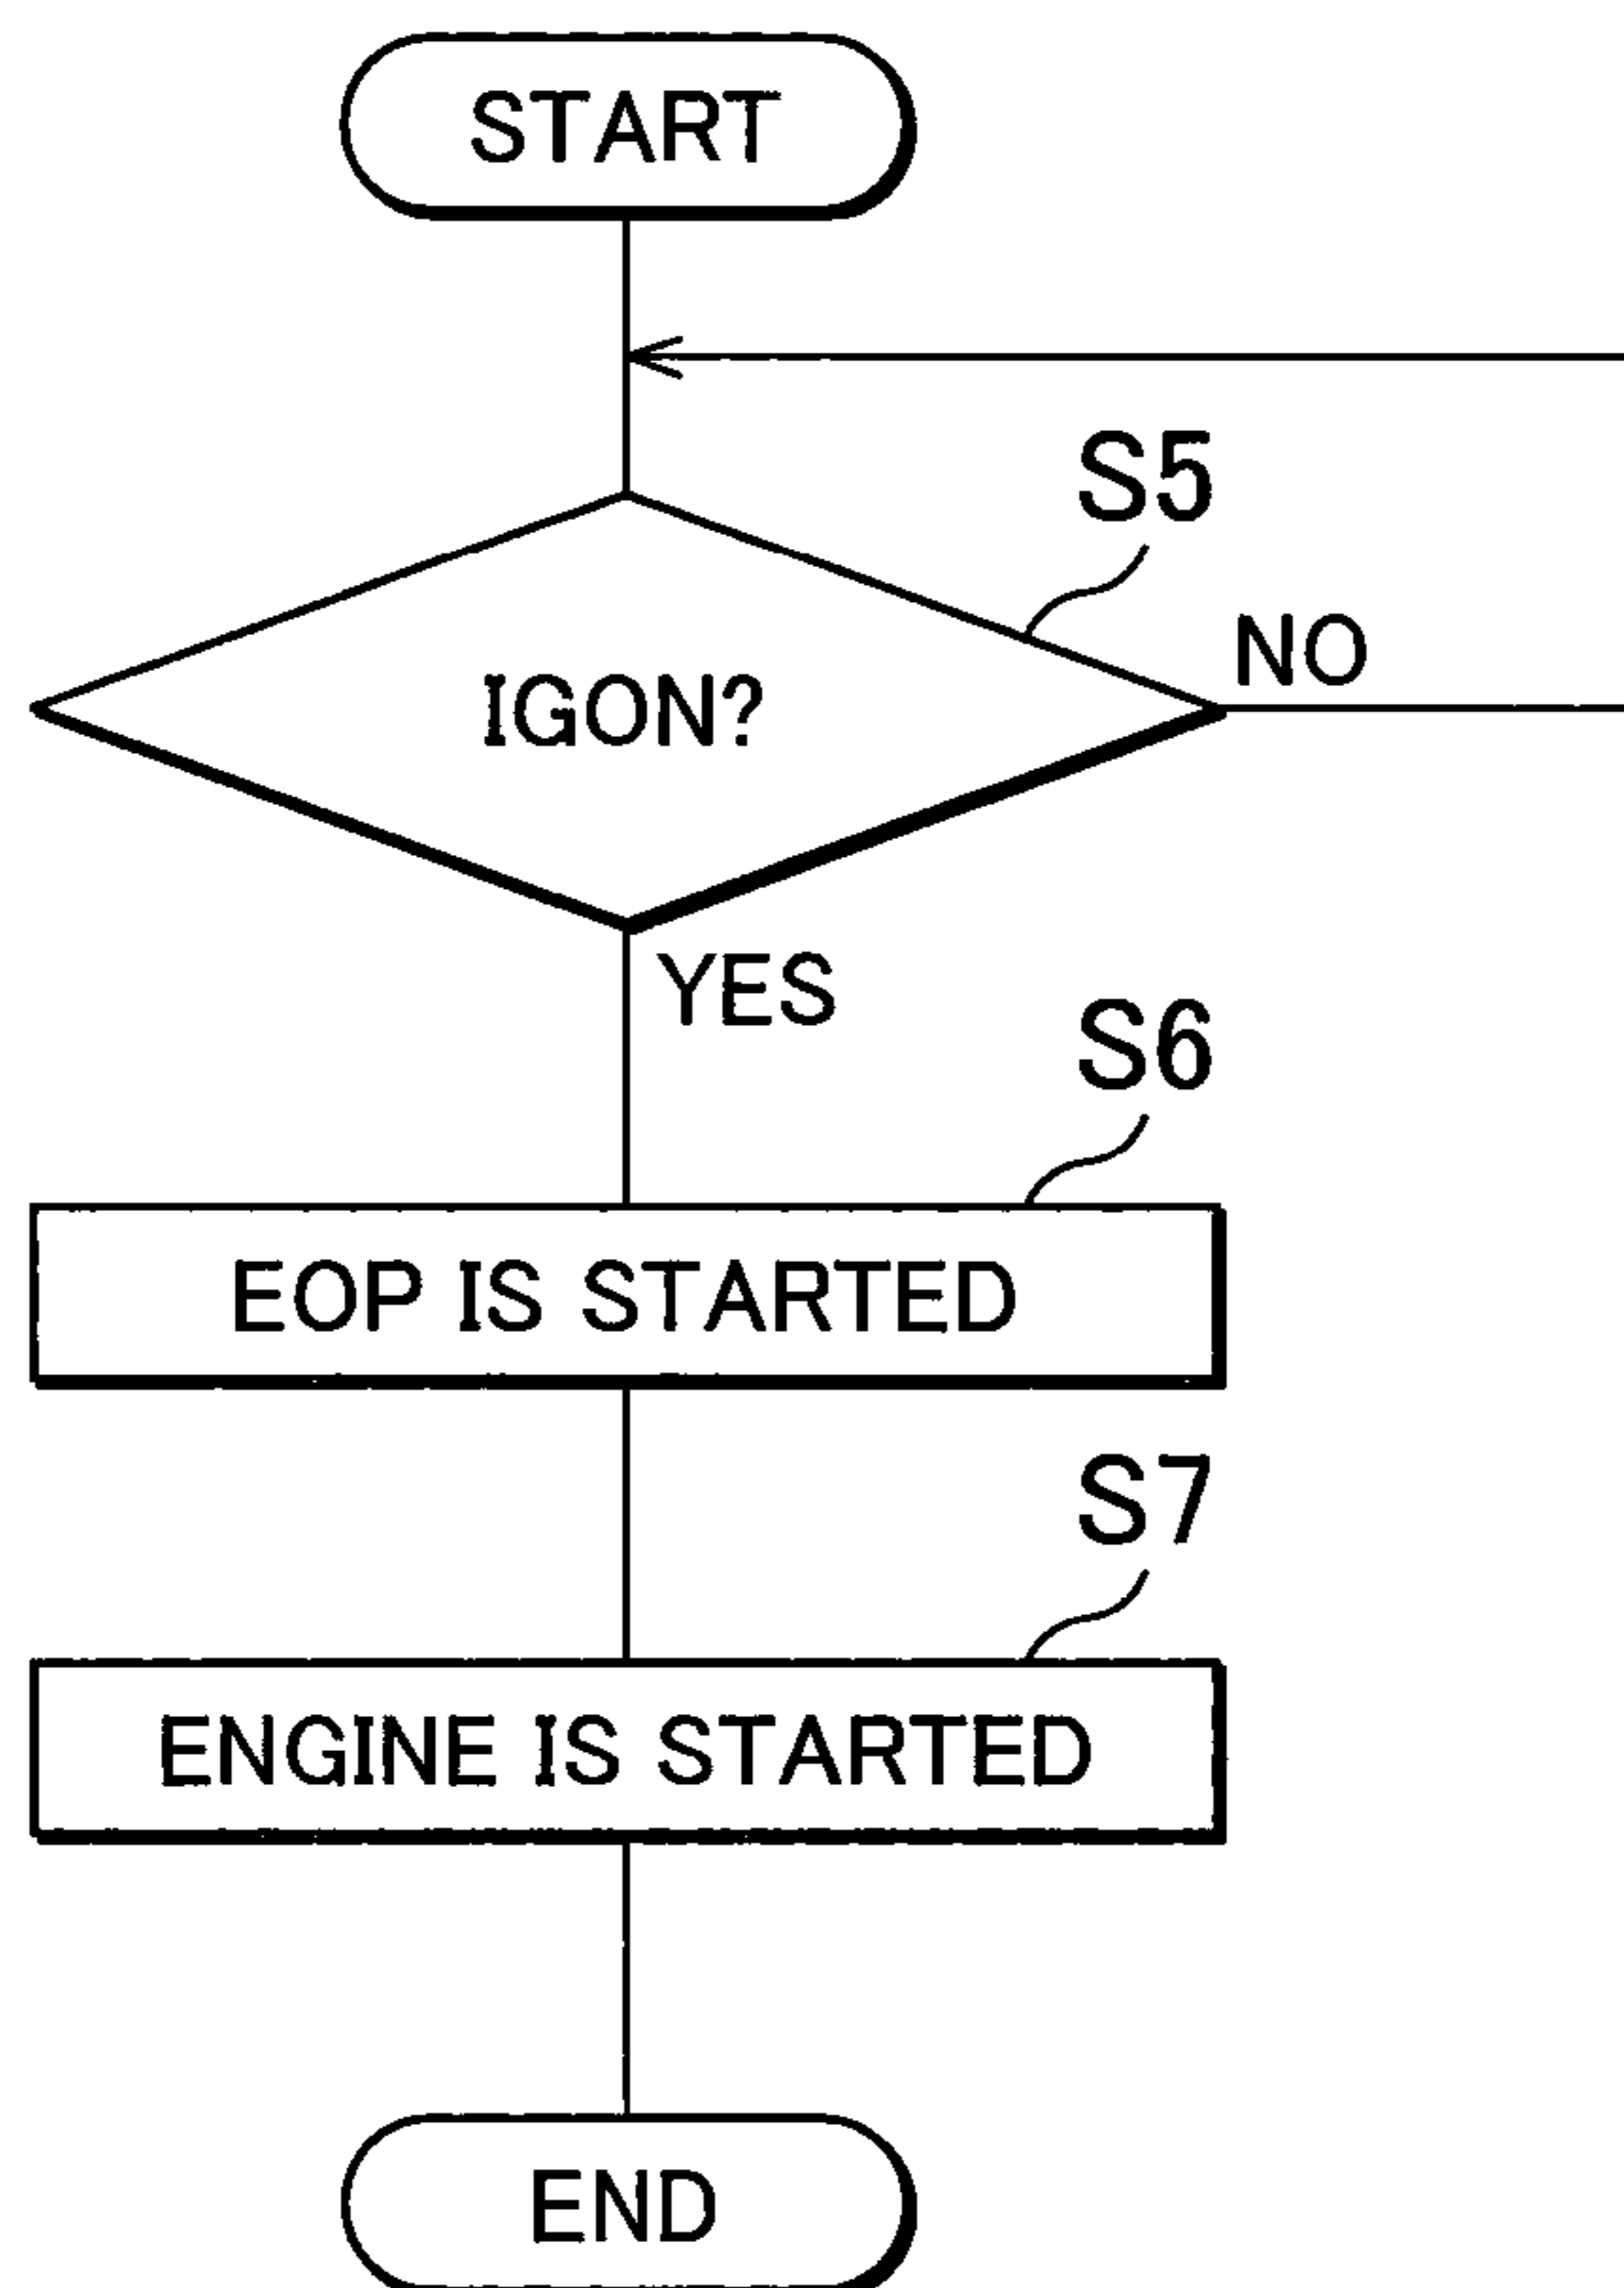 START
S5
IGON?
NO
YES
S6
EOP IS STARTED
S7
ENGINE IS STARTED
END